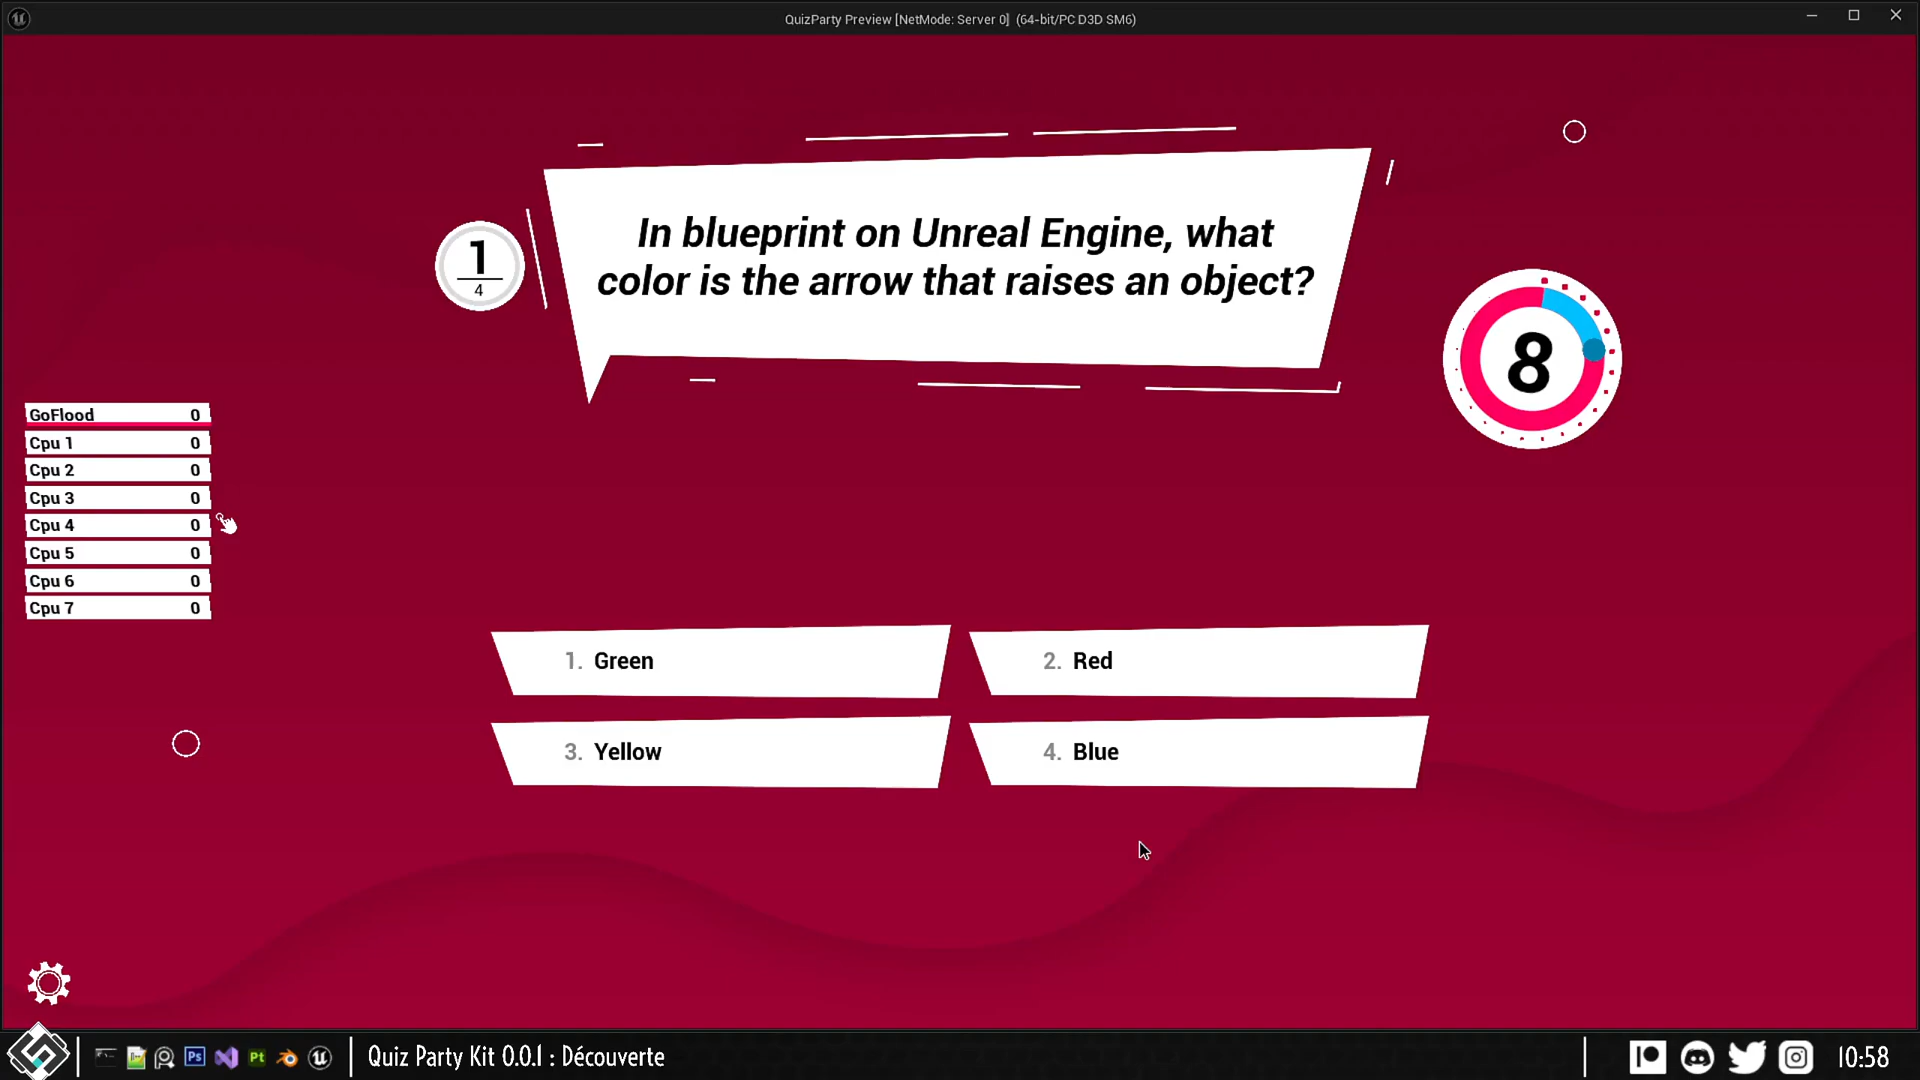 QuizParty Preview [NetMode: Server 0] (64-bit/PC D3D SM6)
In blueprint on Unreal Engine, what
color is the arrow that raises an object?
1
4
8
GoFlood 0
Cpu 1 0
Cpu 2 0
Cpu 3 0
Cpu 4 0
Cpu 5 0
Cpu 6 0
Cpu 7 0
1. Green
2. Red
3. Yellow
4. Blue
Ps
Pt
Quiz Party Kit 0.0.1 : Découverte
10:58